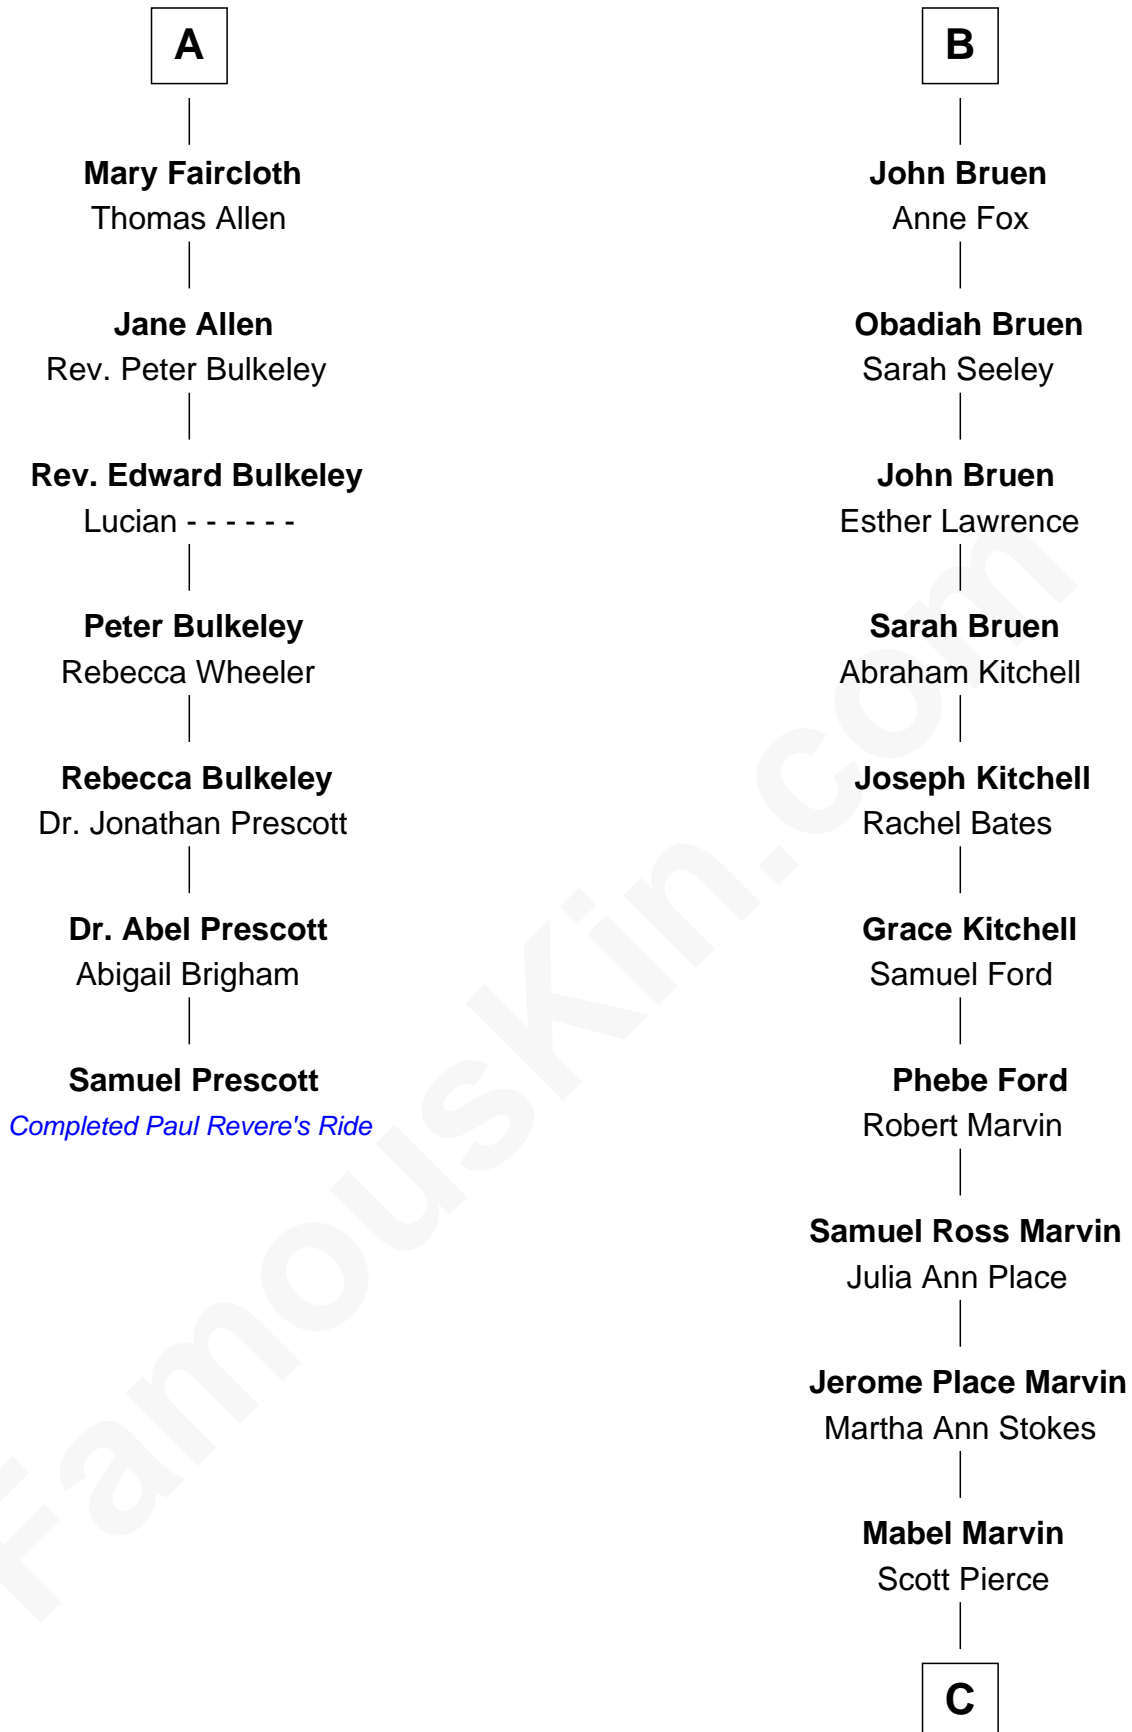 A
Mary Faircloth
Thomas Allen
Jane Allen
Rev. Peter Bulkeley
Rev. Edward Bulkeley
Lucian - - - - - -
Peter Bulkeley
Rebecca Wheeler
Rebecca Bulkeley
Dr. Jonathan Prescott
Dr. Abel Prescott
Abigail Brigham
Samuel Prescott
Completed Paul Revere's Ride
B
John Bruen
Anne Fox
Obadiah Bruen
Sarah Seeley
John Bruen
Esther Lawrence
Sarah Bruen
Abraham Kitchell
Joseph Kitchell
Rachel Bates
Grace Kitchell
Samuel Ford
Phebe Ford
Robert Marvin
Samuel Ross Marvin
Julia Ann Place
Jerome Place Marvin
Martha Ann Stokes
Mabel Marvin
Scott Pierce
C
FamousKin.com